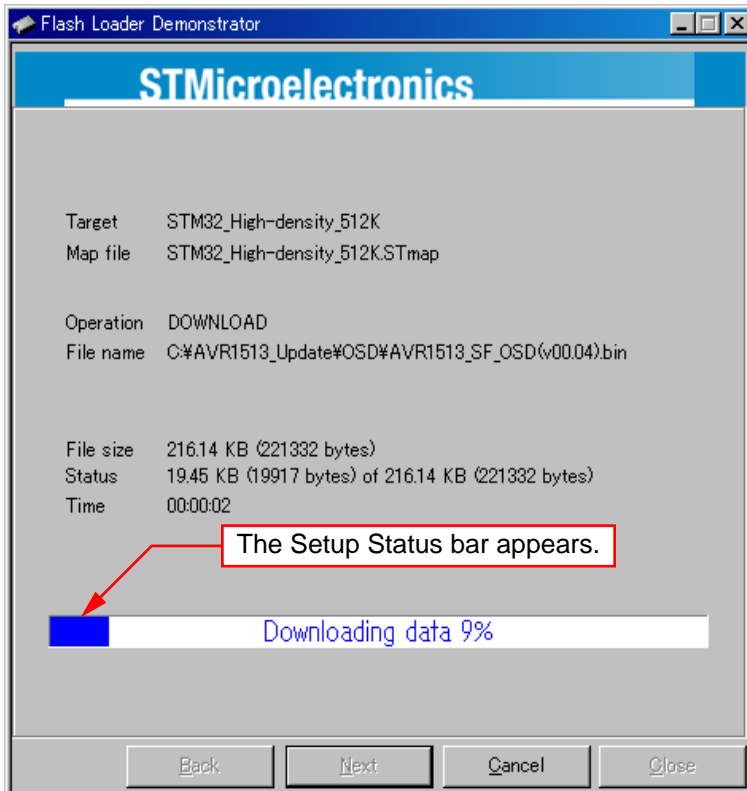 Flash Loader Demonstrator
STMicroelectronics
Target STM32_High-density_512K
Map file STM32_High-density_512K.STmap
Operation DOWNLOAD
File name C:¥AVR1513_Update¥OSD¥AVR1513_SF_OSD(v00.04).bin
File size 216.14 KB (221332 bytes)
Status 19.45 KB (19917 bytes) of 216.14 KB (221332 bytes)
Time 00:00:02
The Setup Status bar appears.
Downloading data 9%
Back Next Cancel Close